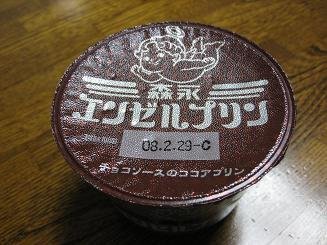 森永
エンゼルプリン
08.2.29-C
チョコソースのココアプリン